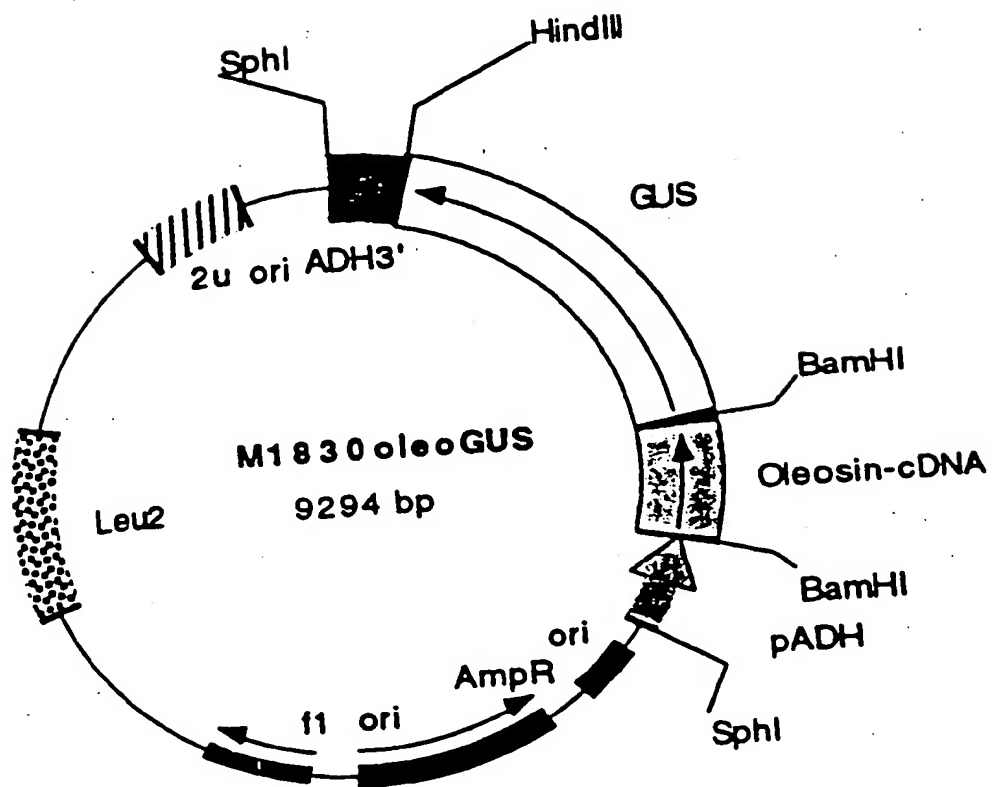 HindIII
SphI
GUS
2u ori ADH3'
BamHI
M1830oleoGUS
Oleosin-cDNA
9294 bp
Leu2
BamHI
pADH
ori
AmpR
f1 ori
SphI